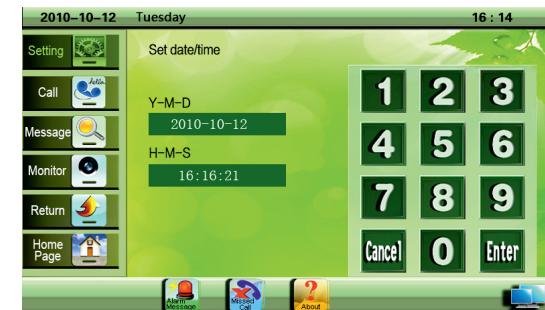 2010-10-12 Tuesday 16 : 14
Setting
Set date/time
Call
hello
Y-M-D
2010-10-12
Message
H-M-S
16:16:21
Monitor
Return
Home
Page
1 2 3
4 5 6
7 8 9
Cancel 0 Enter
Alarm
Message
Missed
Call
?
About